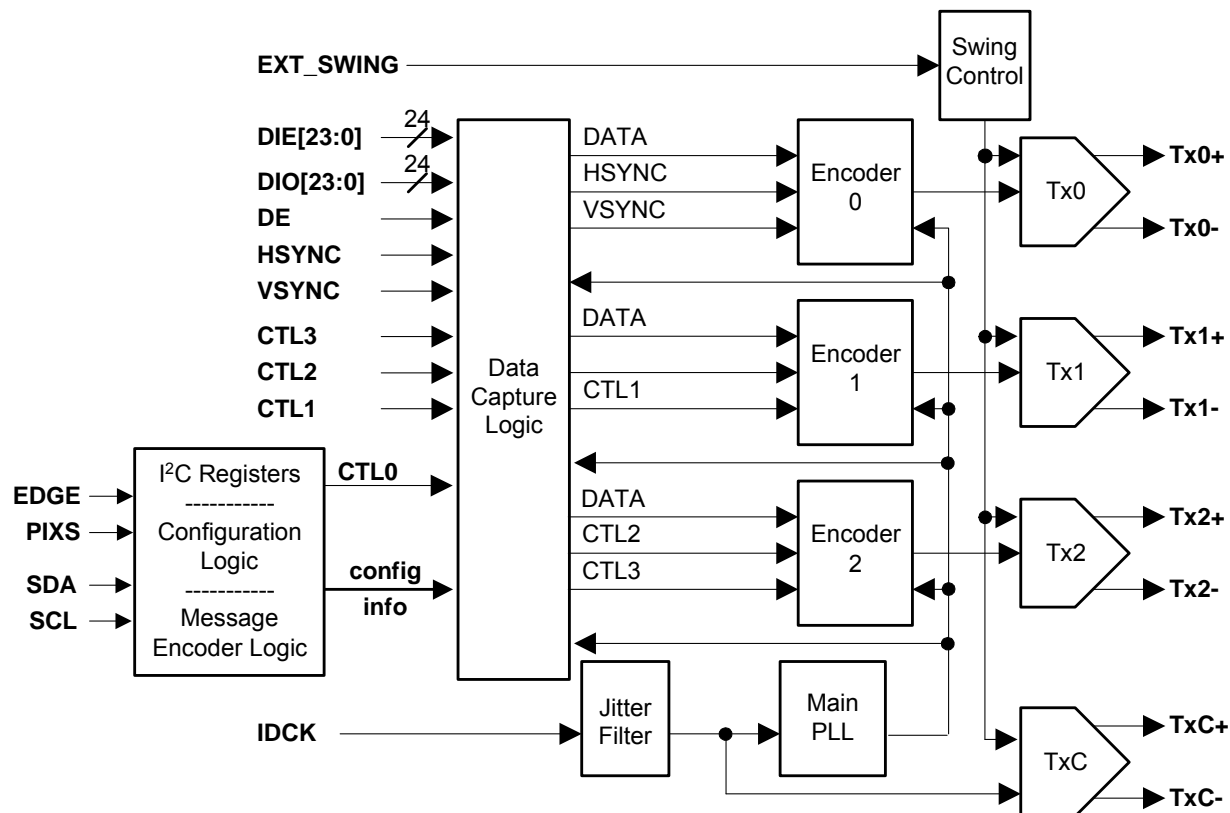 EXT_SWING
Swing
Control
24
DIE[23:0]
24
DIO[23:0]
DE
HSYNC
VSYNC
CTL3
CTL2
CTL1
I²C Registers
-----------
Configuration
Logic
-----------
Message
Encoder Logic
EDGE
PIXS
SDA
SCL
CTL0
config
info
Data
Capture
Logic
DATA
HSYNC
VSYNC
Encoder
0
DATA
CTL1
Encoder
1
DATA
CTL2
CTL3
Encoder
2
Tx0
Tx0+
Tx0-
Tx1
Tx1+
Tx1-
Tx2
Tx2+
Tx2-
IDCK
Jitter
Filter
Main
PLL
TxC
TxC+
TxC-